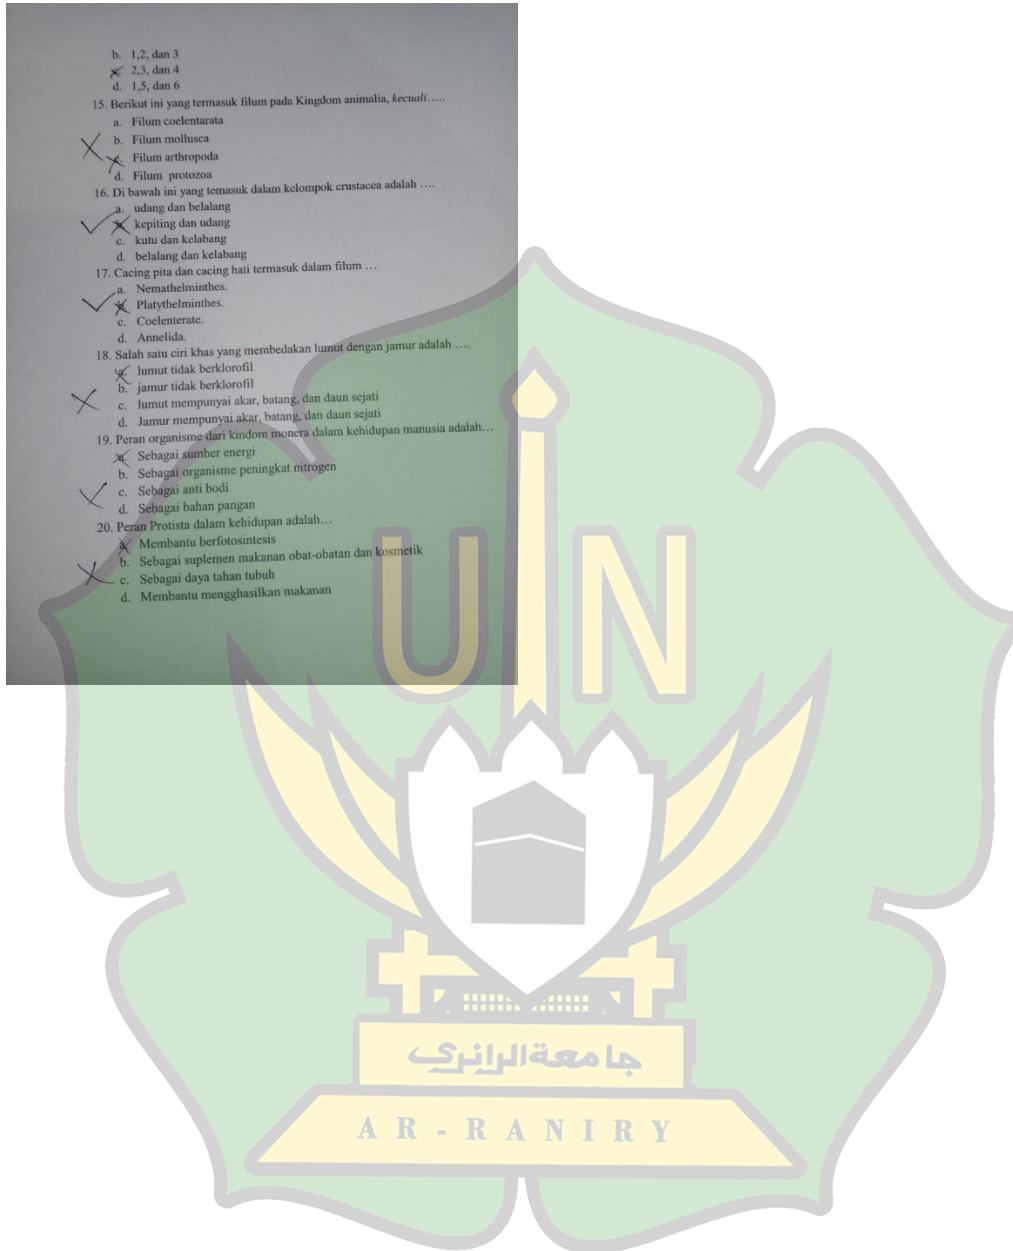 b. 1,2, dan 3
c. 2,3, dan 4
d. 1,5, dan 6
15. Berikut ini yang termasuk filum pada Kingdom animalia, kecuali…..
a. Filum coelentarata
b. Filum mollusca
c. Filum arthropoda
d. Filum protozoa
16. Di bawah ini yang temasuk dalam kelompok crustacea adalah ….
a. udang dan belalang
b. kepiting dan udang
c. kutu dan kelabang
d. belalang dan kelabang
17. Cacing pita dan cacing hati termasuk dalam filum …
a. Nemathelminthes.
b. Platythelminthes.
c. Coelenterate.
d. Annelida.
18. Salah satu ciri khas yang membedakan lumut dengan jamur adalah ….
a. lumut tidak berklorofil
b. jamur tidak berklorofil
c. lumut mempunyai akar, batang, dan daun sejati
d. Jamur mempunyai akar, batang, dan daun sejati
19. Peran organisme dari kindom monera dalam kehidupan manusia adalah…
a. Sebagai sumber energi
b. Sebagai organisme peningkat nitrogen
c. Sebagai anti bodi
d. Sebagai bahan pangan
20. Peran Protista dalam kehidupan adalah…
a. Membantu berfotosintesis
b. Sebagai suplemen makanan obat-obatan dan kosmetik
c. Sebagai daya tahan tubuh
d. Membantu mengghasilkan makanan
UIN
جامعة الرانري
AR-RANIRY